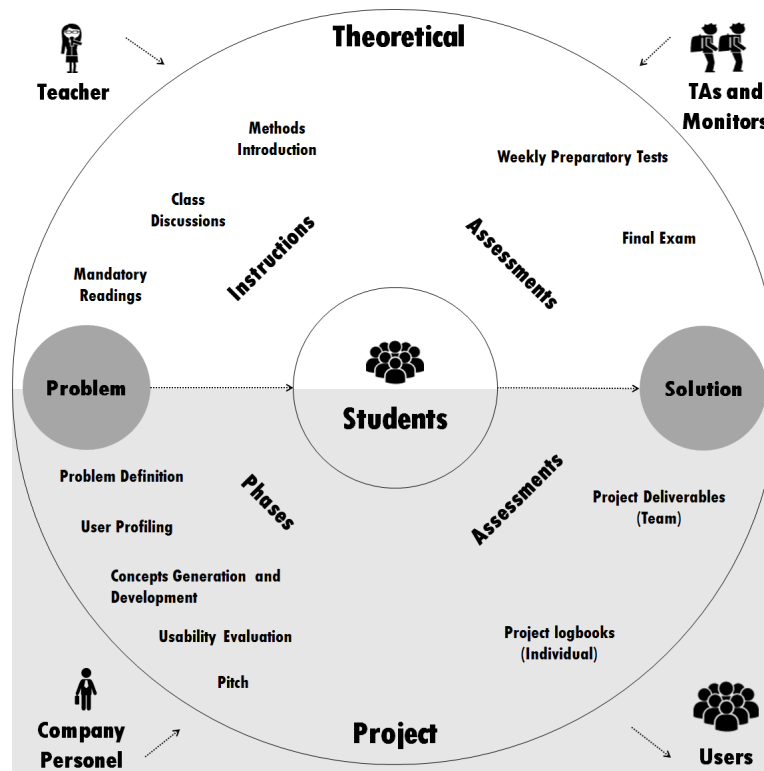 Theoretical
Teacher
TAs and
Monitors
Methods
Introduction
Weekly Preparatory Tests
Class
Discussions
Final Exam
Instructions
Assessments
Mandatory
Readings
Problem
Students
Solution
Problem Definition
Phases
Assessments
Project Deliverables
(Team)
User Profiling
Concepts Generation and
Development
Usability Evaluation
Project logbooks
(Individual)
Pitch
Company
Personel
Project
Users